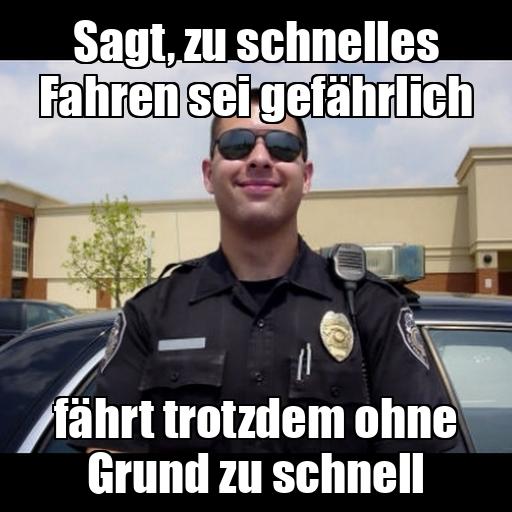 Sagt, zu schnelles
Fahren sei gefährlich
fährt trotzdem ohne
Grund zu schnell